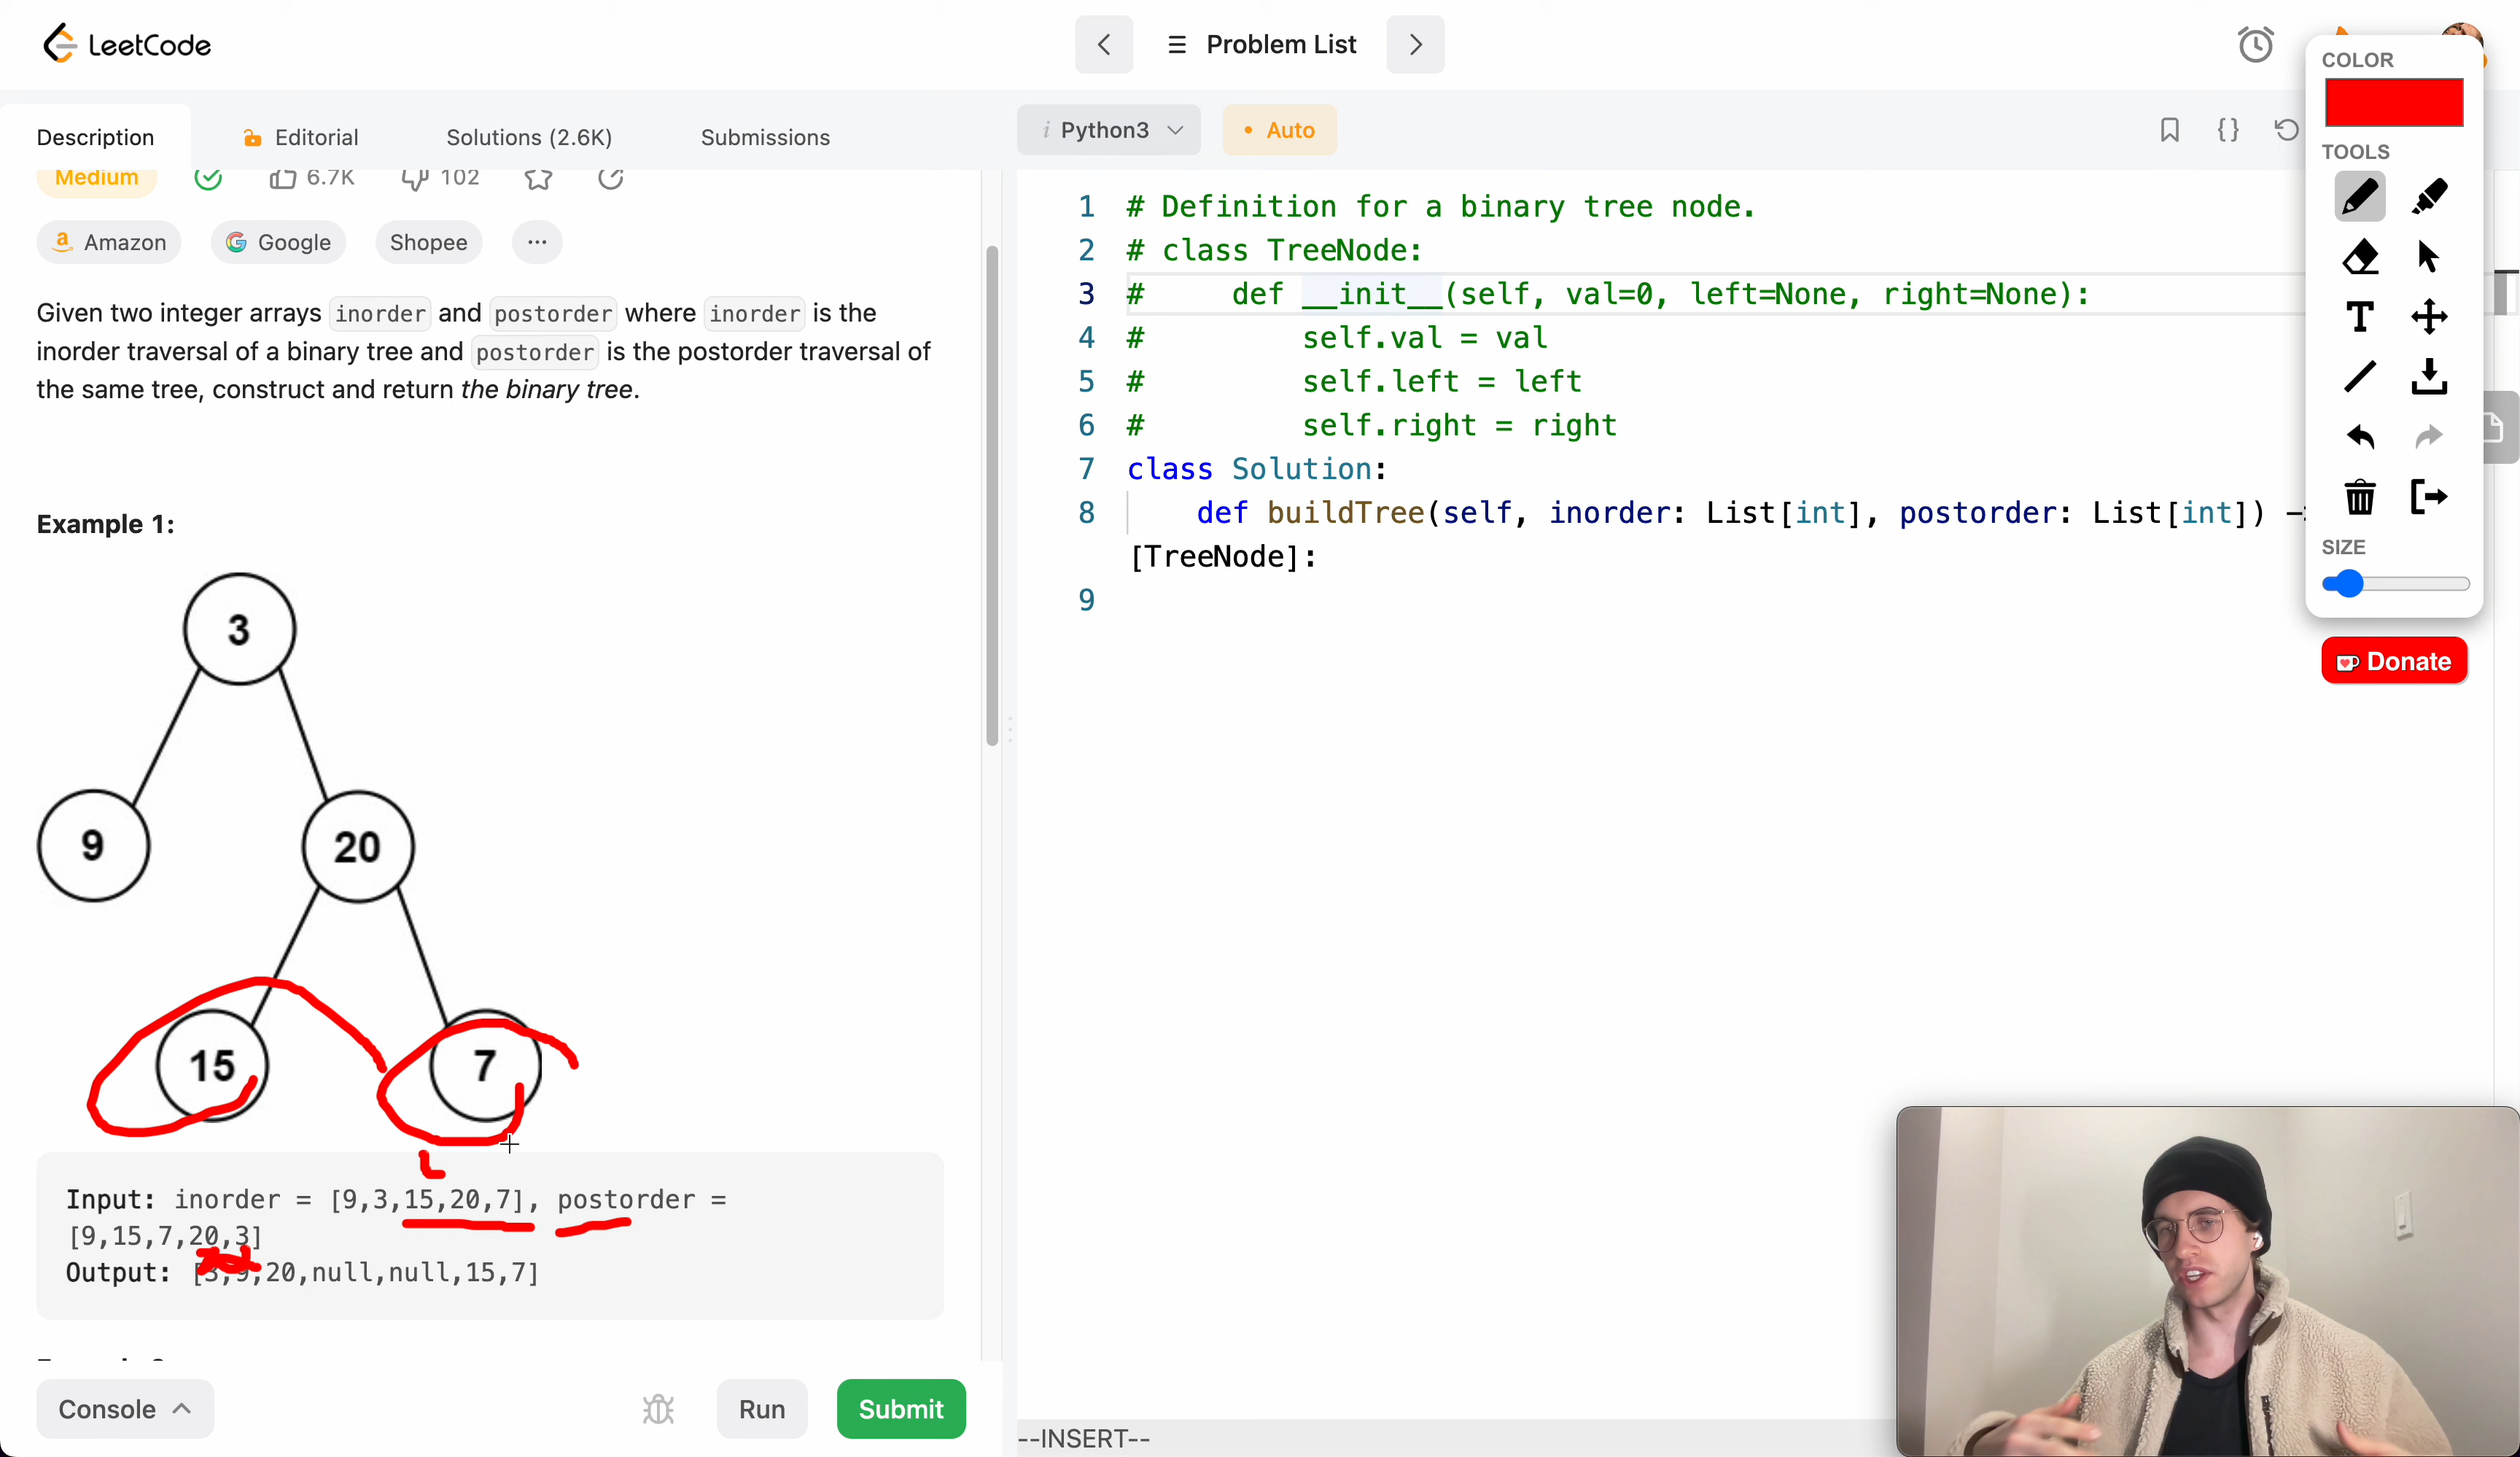 LeetCode
Problem List
Description
Editorial
Solutions (2.6K)
Submissions
Medium
6.7K
102
Amazon
Google
Shopee
Given two integer arrays inorder and postorder where inorder is the
inorder traversal of a binary tree and postorder is the postorder traversal of
the same tree, construct and return the binary tree.
Example 1:
3
9
20
15
7
L
Input: inorder = [9,3,15,20,7], postorder =
[9,15,7,20,3]
Output: [3,9,20,null,null,15,7]
Console
Run
Submit
i Python3
• Auto
{}
1 # Definition for a binary tree node.
2 # class TreeNode:
3 #     def __init__(self, val=0, left=None, right=None):
4 #         self.val = val
5 #         self.left = left
6 #         self.right = right
7 class Solution:
8     def buildTree(self, inorder: List[int], postorder: List[int]) -
[TreeNode]:
9
--INSERT--
COLOR
TOOLS
T
SIZE
Donate